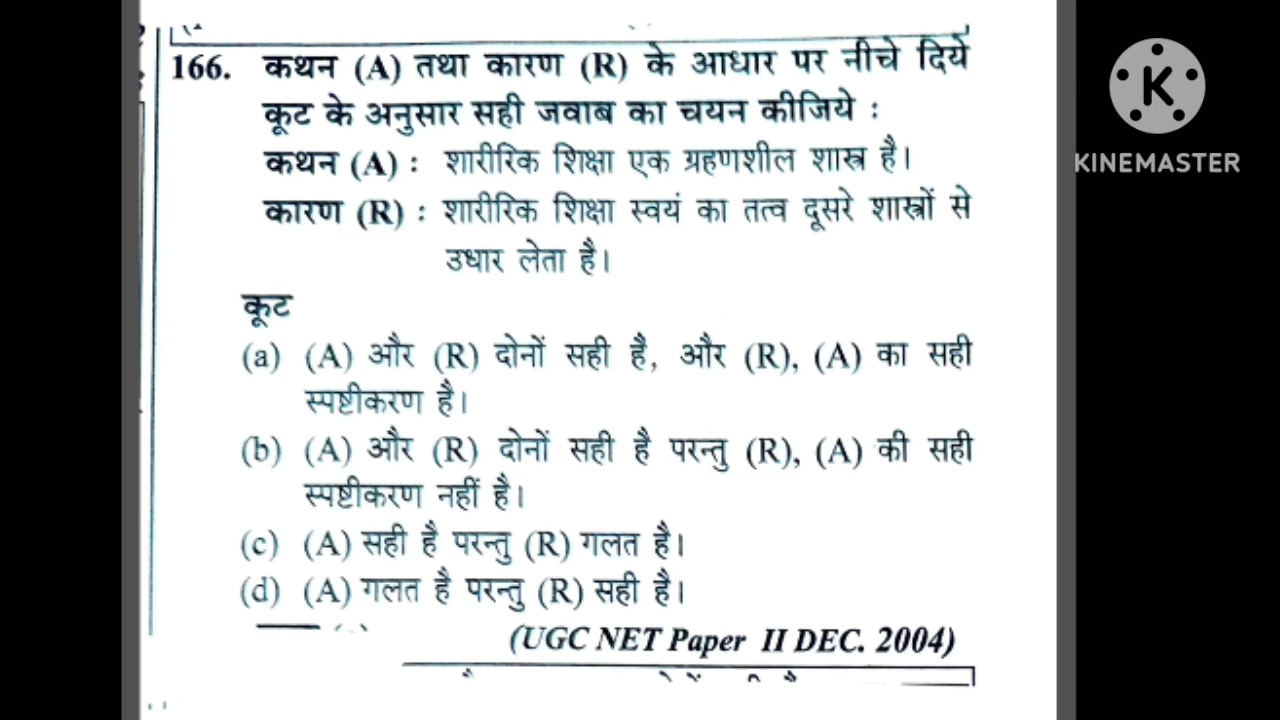 166. कथन (A) तथा कारण (R) के आधार पर नीचे दिये
कूट के अनुसार सही जवाब का चयन कीजिये :
कथन (A) : शारीरिक शिक्षा एक ग्रहणशील शास्त्र है।
कारण (R) : शारीरिक शिक्षा स्वयं का तत्व दूसरे शास्त्रों से
उधार लेता है।
कूट
(a) (A) और (R) दोनों सही है, और (R), (A) का सही
स्पष्टीकरण है।
(b) (A) और (R) दोनों सही है परन्तु (R), (A) की सही
स्पष्टीकरण नहीं है।
(c) (A) सही है परन्तु (R) गलत है।
(d) (A) गलत है परन्तु (R) सही है।
(UGC NET Paper II DEC. 2004)
K
KINEMASTER